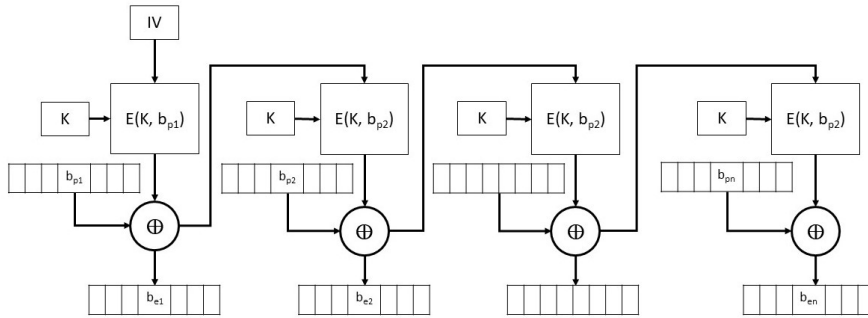 IV
K
E(K, bp1)
K
E(K, bp2)
K
E(K, bp2)
K
E(K, bp2)
bp1
bp2
bpn
⊕
⊕
⊕
⊕
be1
be2
ben